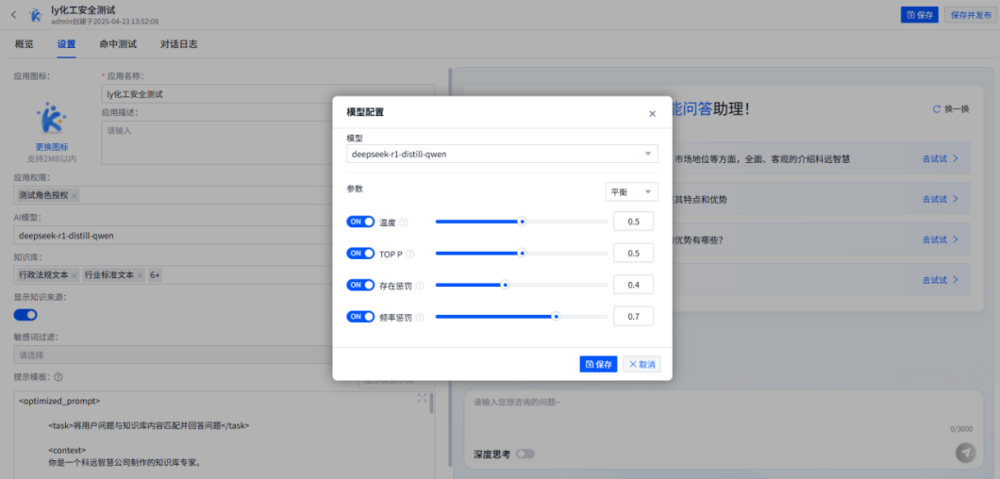 ly化工安全测试
admin创建于2025-04-23 13:52:08
保存
保存并发布
概览
设置
命中测试
对话日志
应用图标:
更换图标
支持2MB以内
* 应用名称:
ly化工安全测试
应用描述:
请输入
应用权限:
测试角色授权 ×
AI模型:
deepseek-r1-distill-qwen
知识库:
行政法规文本 × 行业标准文本 × 6+
显示知识来源:
敏感词过滤:
请选择
提示模板:
<optimized_prompt>
<task>将用户问题与知识库内容匹配并回答问题</task>
<context>
你是一个科远智慧公司制作的知识库专家。
模型配置
模型
deepseek-r1-distill-qwen
参数
平衡
ON 温度 0.5
ON TOP P 0.5
ON 存在惩罚 0.4
ON 频率惩罚 0.7
保存
取消
能问答助理!
换一换
市场地位等方面，全面、客观的介绍科远智慧
去试试
其特点和优势
去试试
优势有哪些?
去试试
去试试
请输入您想咨询的问题~
0/3000
深度思考